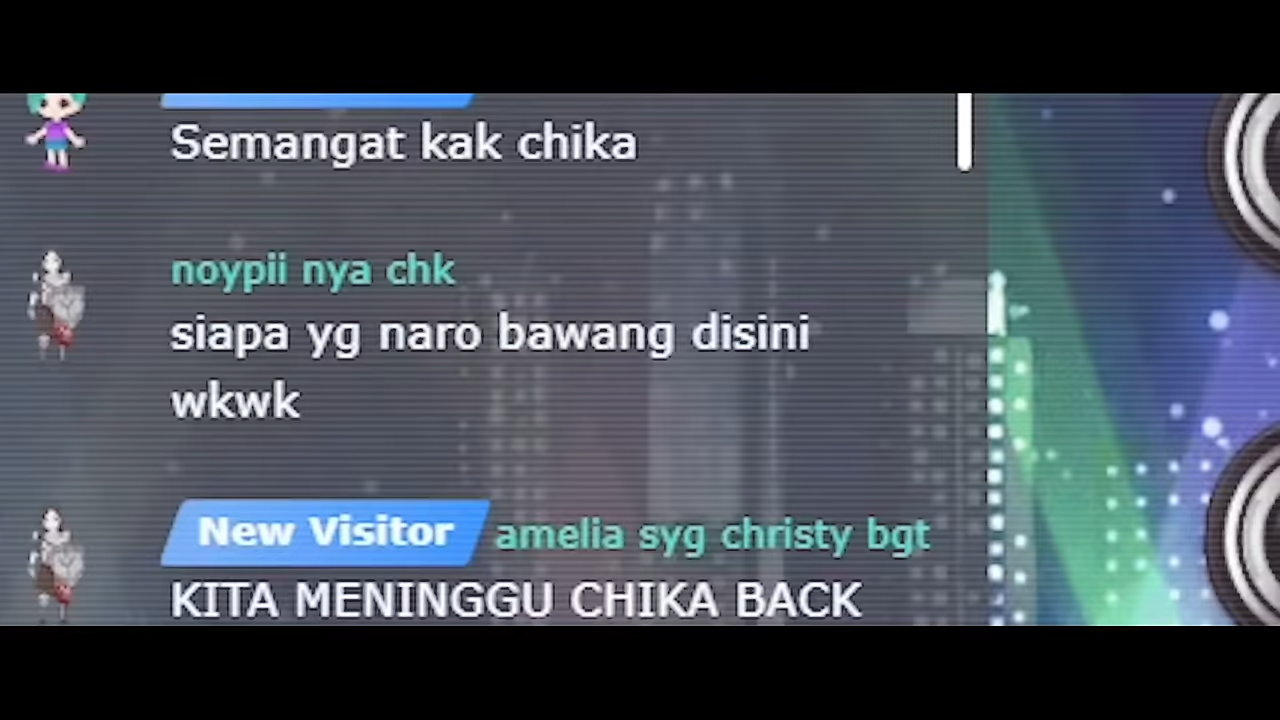 Semangat kak chika
noypii nya chk
siapa yg naro bawang disini
wkwk
New Visitor amelia syg christy bgt
KITA MENINGGU CHIKA BACK